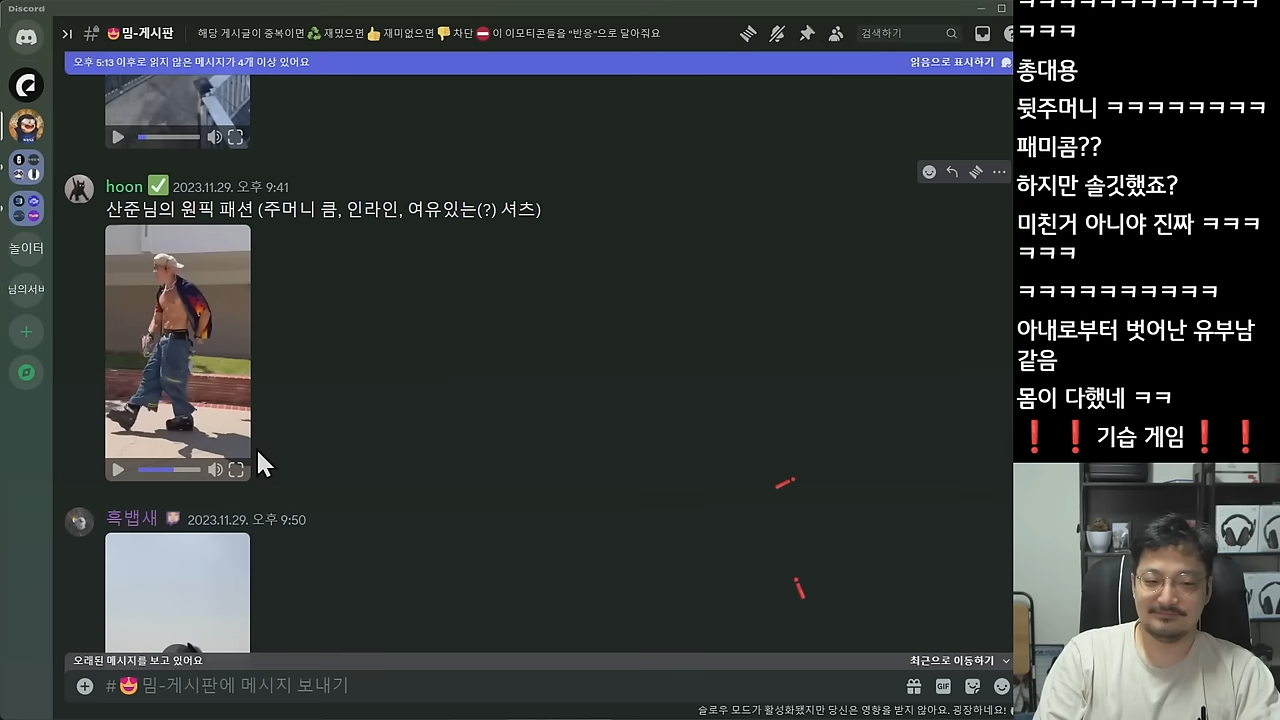 Discord
밈-게시판
해당 게시글이 중복이면 ♻️ 재밌으면 👍 재미없으면 👎 차단 ⛔ 이 이모티콘들을 "반응"으로 달아줘요
검색하기
오후 5:13 이후로 읽지 않은 메시지가 4개 이상 있어요
읽음으로 표시하기
hoon ✅ 2023.11.29. 오후 9:41
산준님의 원픽 패션 (주머니 큼, 인라인, 여유있는(?) 셔츠)
놀이터
님의서버
흑뱁새 2023.11.29. 오후 9:50
오래된 메시지를 보고 있어요
최근으로 이동하기
#😍밈-게시판에 메시지 보내기
GIF
슬로우 모드가 활성화됐지만 당신은 영향을 받지 않아요. 굉장하네요!
ㅋㅋㅋㅋㅋㅋㅋㅋㅋㅋㅋ
ㅋㅋㅋ
총대용
뒷주머니 ㅋㅋㅋㅋㅋㅋㅋㅋ
패미콤??
하지만 솔깃했죠?
미친거 아니야 진짜 ㅋㅋㅋ
ㅋㅋㅋ
ㅋㅋㅋㅋㅋㅋㅋㅋㅋㅋ
아내로부터 벗어난 유부남
같음
몸이 다했네 ㅋㅋ
❗ ❗ 기습 게임 ❗ ❗